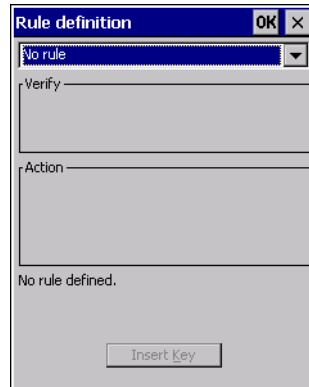 Rule definition OK ×
No rule
Verify
Action
No rule defined.
Insert Key